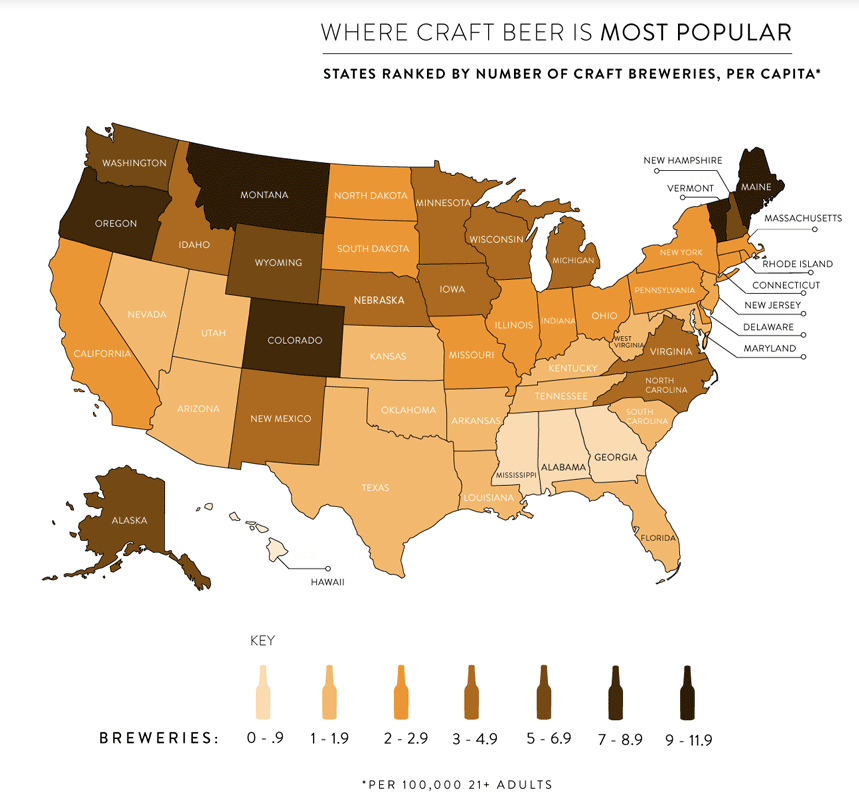 WHERE CRAFT BEER IS MOST POPULAR
STATES RANKED BY NUMBER OF CRAFT BREWERIES, PER CAPITA*
WASHINGTON
OREGON
IDAHO
MONTANA
WYOMING
NORTH DAKOTA
SOUTH DAKOTA
NEBRASKA
MINNESOTA
WISCONSIN
IOWA
MICHIGAN
NEW HAMPSHIRE
VERMONT
MAINE
MASSACHUSETTS
RHODE ISLAND
CONNECTICUT
NEW JERSEY
DELAWARE
MARYLAND
NEW YORK
PENNSYLVANIA
CALIFORNIA
NEVADA
UTAH
COLORADO
KANSAS
MISSOURI
ILLINOIS
INDIANA
OHIO
WEST
VIRGINIA
VIRGINIA
KENTUCKY
NORTH
CAROLINA
TENNESSEE
SOUTH
CAROLINA
ARIZONA
NEW MEXICO
OKLAHOMA
ARKANSAS
TEXAS
LOUISIANA
MISSISSIPPI
ALABAMA
GEORGIA
FLORIDA
ALASKA
HAWAII
KEY
BREWERIES: 0 - .9 1 - 1.9 2 - 2.9 3 - 4.9 5 - 6.9 7 - 8.9 9 - 11.9
*PER 100,000 21+ ADULTS